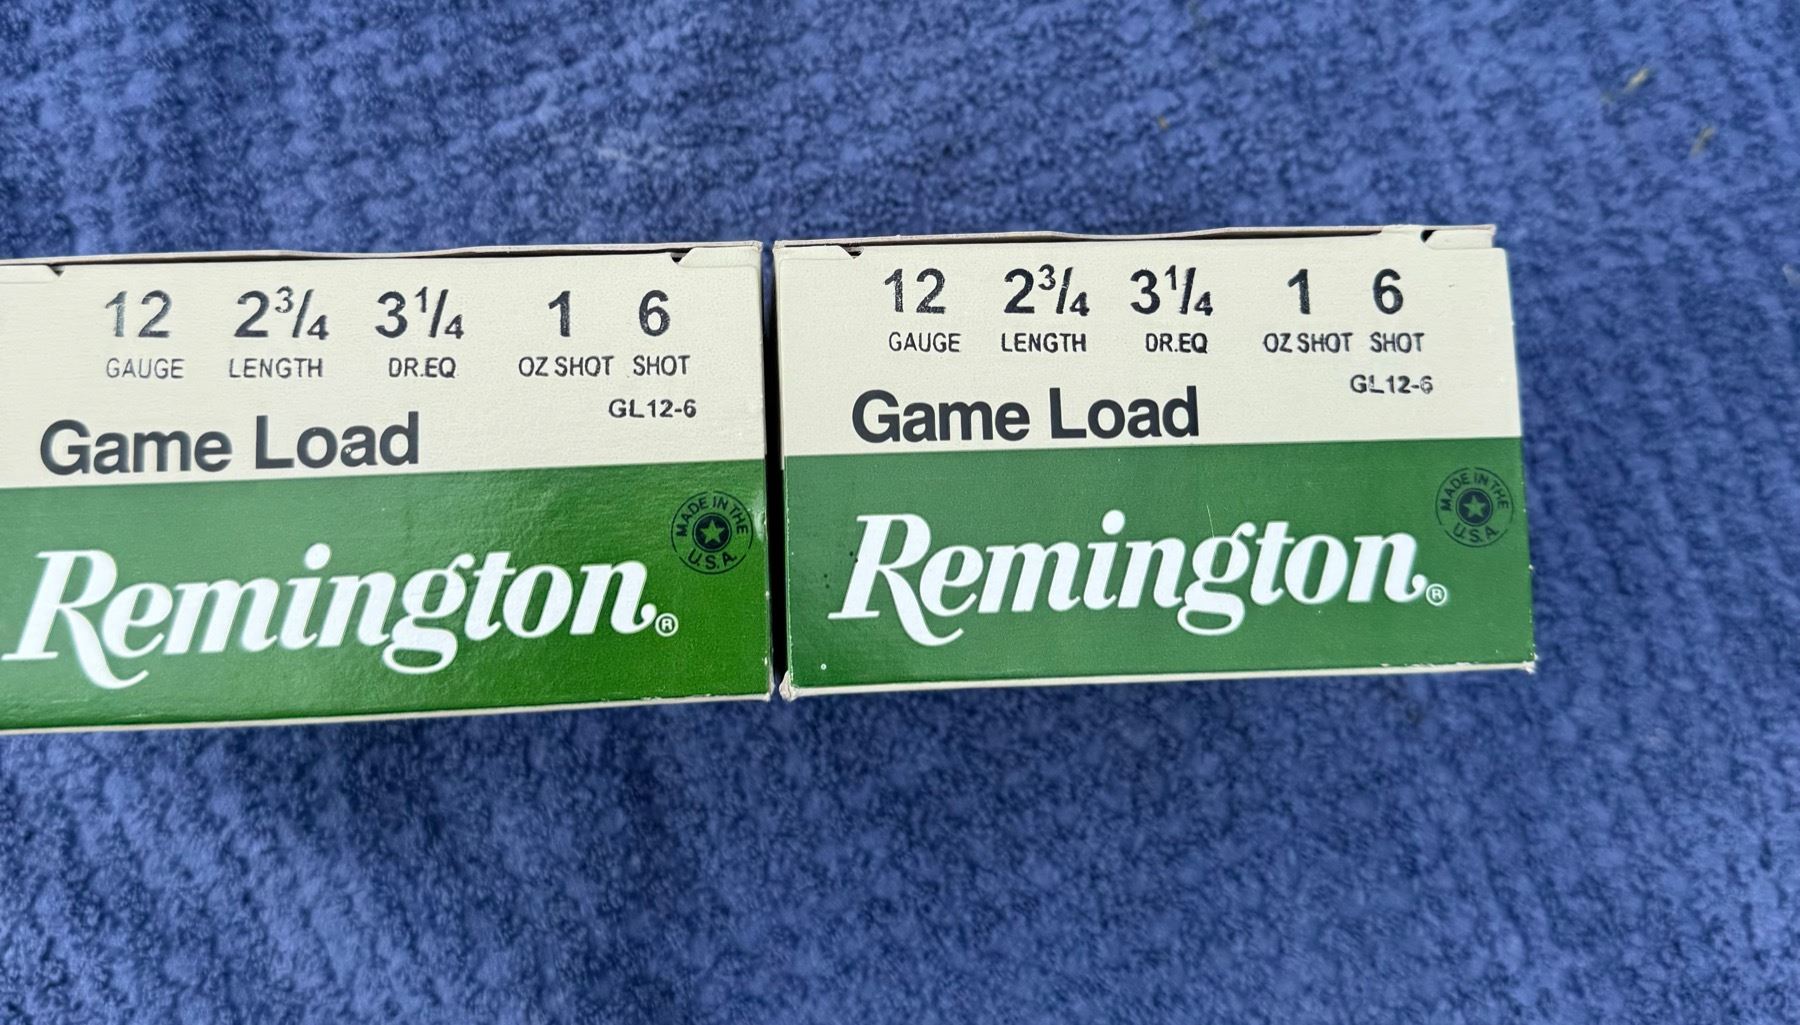 12 2¾ 3¼ 1 6
GAUGE LENGTH DR.EQ OZ SHOT SHOT
GL12-6
Game Load
MADE IN THE
U.S.A.
Remington®
12 2¾ 3¼ 1 6
GAUGE LENGTH DR.EQ OZ SHOT SHOT
GL12-6
Game Load
MADE IN THE
U.S.A.
Remington®